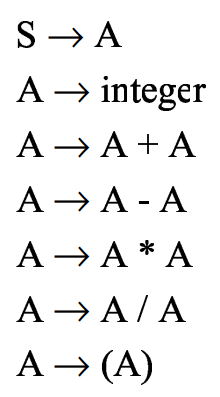 S → A
A → integer
A → A + A
A → A - A
A → A * A
A → A / A
A → (A)